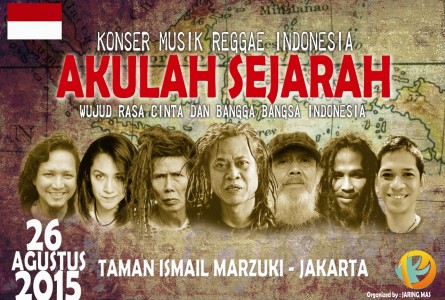 KONSER MUSIK REGGAE INDONESIA
AKULAH SEJARAH
WUJUD RASA CINTA DAN BANGGA BANGSA INDONESIA
26
AGUSTUS
2015
TAMAN ISMAIL MARZUKI - JAKARTA
Organized by : JARING MAS